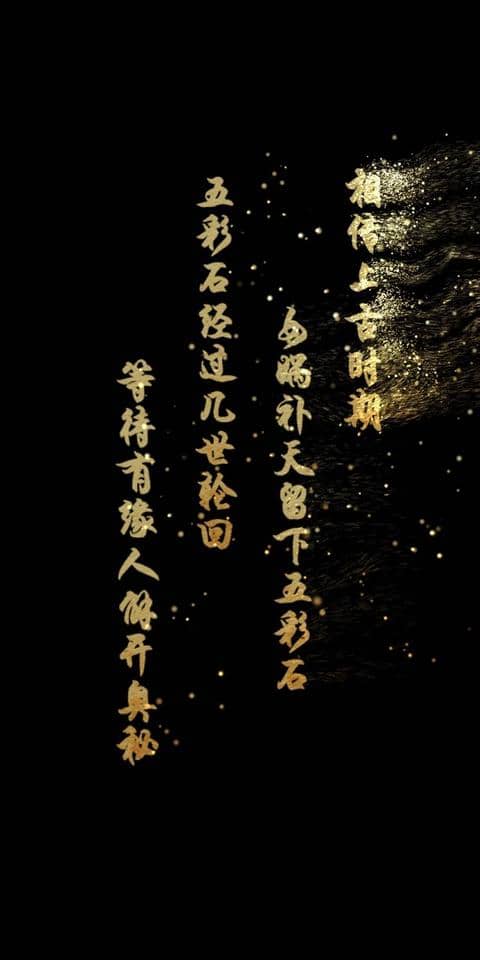 相传上古时期
女娲补天留下五彩石
五彩石经过几世轮回
等待有缘人解开奥秘